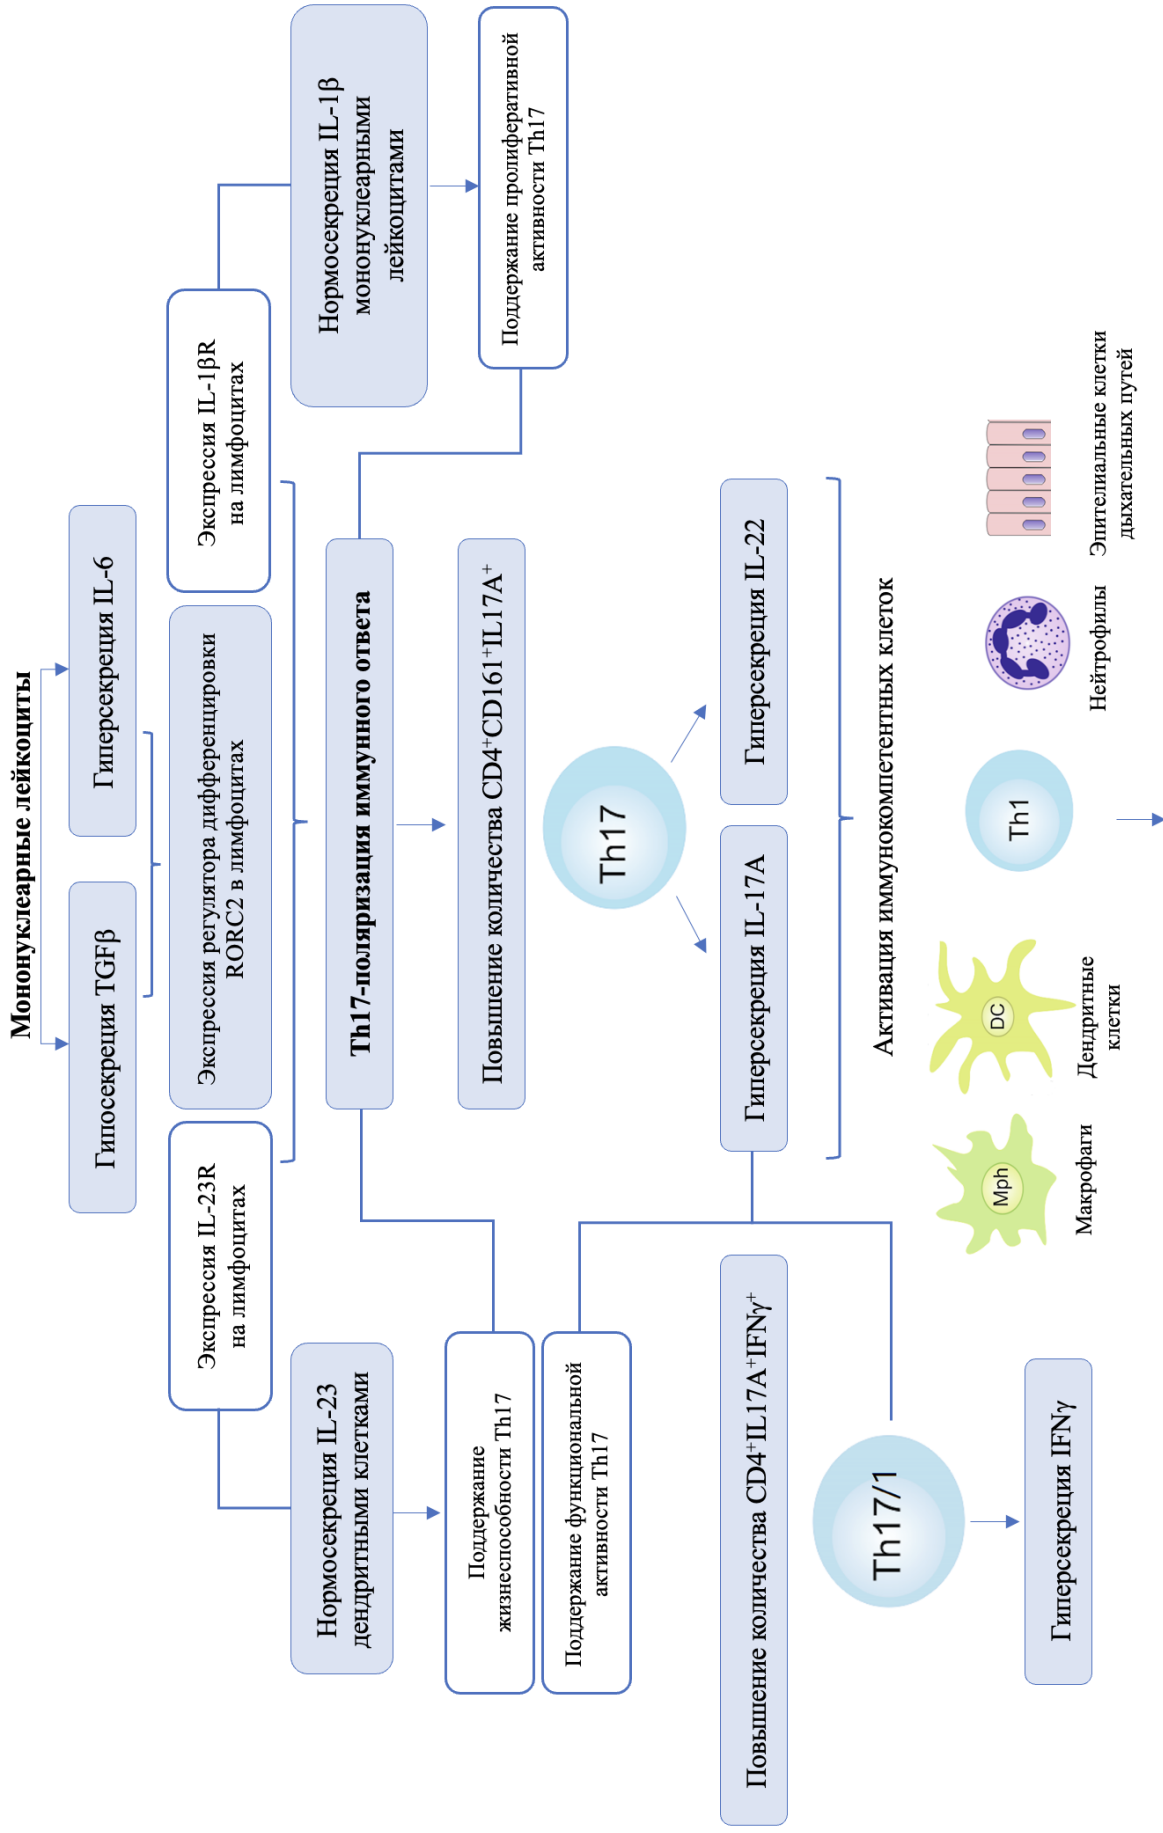 Мононуклеарные лейкоциты
Гипосекреция TGFβ
Гиперсекреция IL-6
Экспрессия IL-23R
на лимфоцитах
Экспрессия регулятора дифференцировки
RORC2 в лимфоцитах
Экспрессия IL-1βR
на лимфоцитах
Нормосекреция IL-23
дендритными клетками
Th17-поляризация иммунного ответа
Нормосекреция IL-1β
мононуклеарными
лейкоцитами
Поддержание
жизнеспособности Th17
Повышение количества CD4⁺CD161⁺IL17A⁺
Поддержание пролиферативной
активности Th17
Поддержание функциональной
активности Th17
Th17
Повышение количества CD4⁺IL17A⁺IFNγ⁺
Гиперсекреция IL-17A
Гиперсекреция IL-22
Th17/1
Активация иммунокомпетентных клеток
Гиперсекреция IFNγ
Mph
DC
Th1
Макрофаги
Дендритные
клетки
Нейтрофилы
Эпителиальные клетки
дыхательных путей